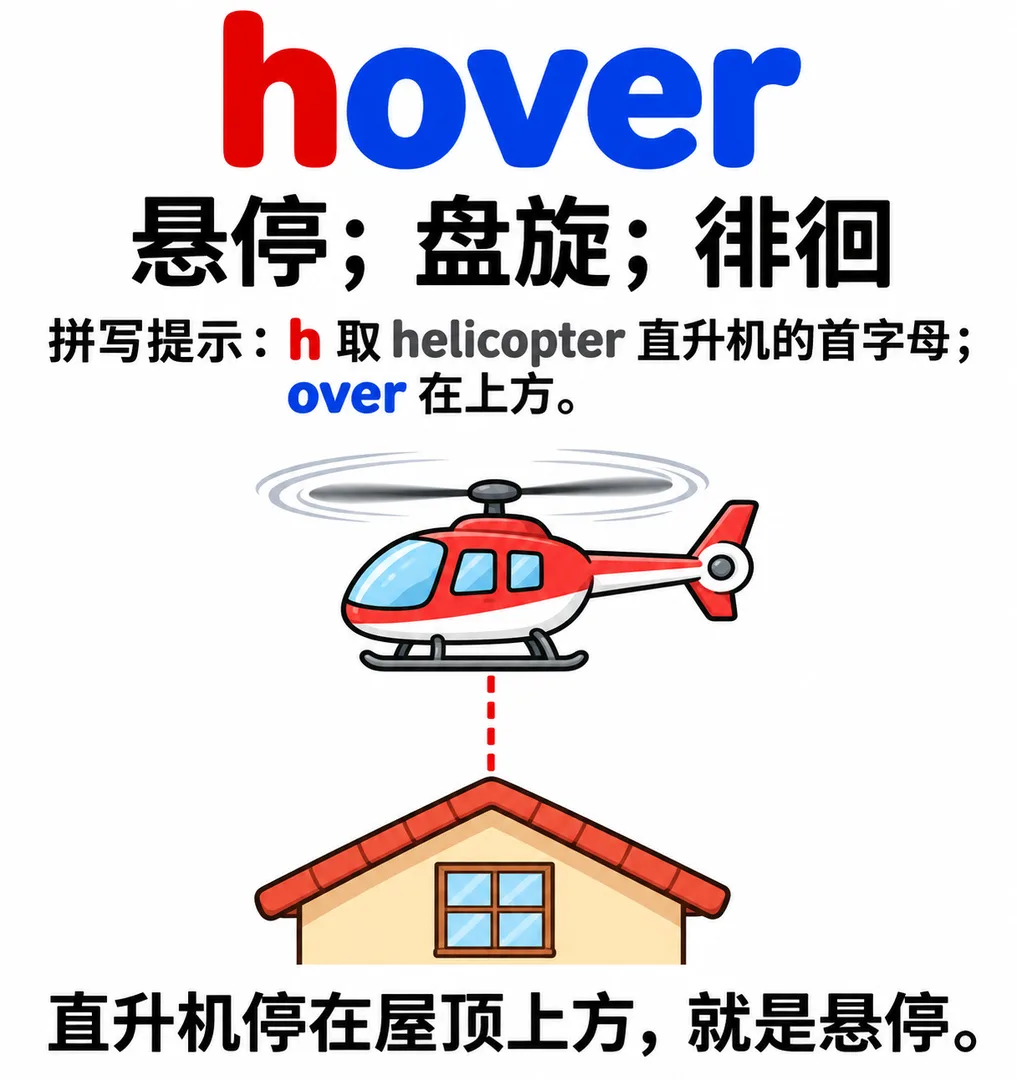 hover
悬停；盘旋；徘徊
拼写提示：h 取 helicopter 直升机的首字母；
over 在上方。
直升机停在屋顶上方，就是悬停。